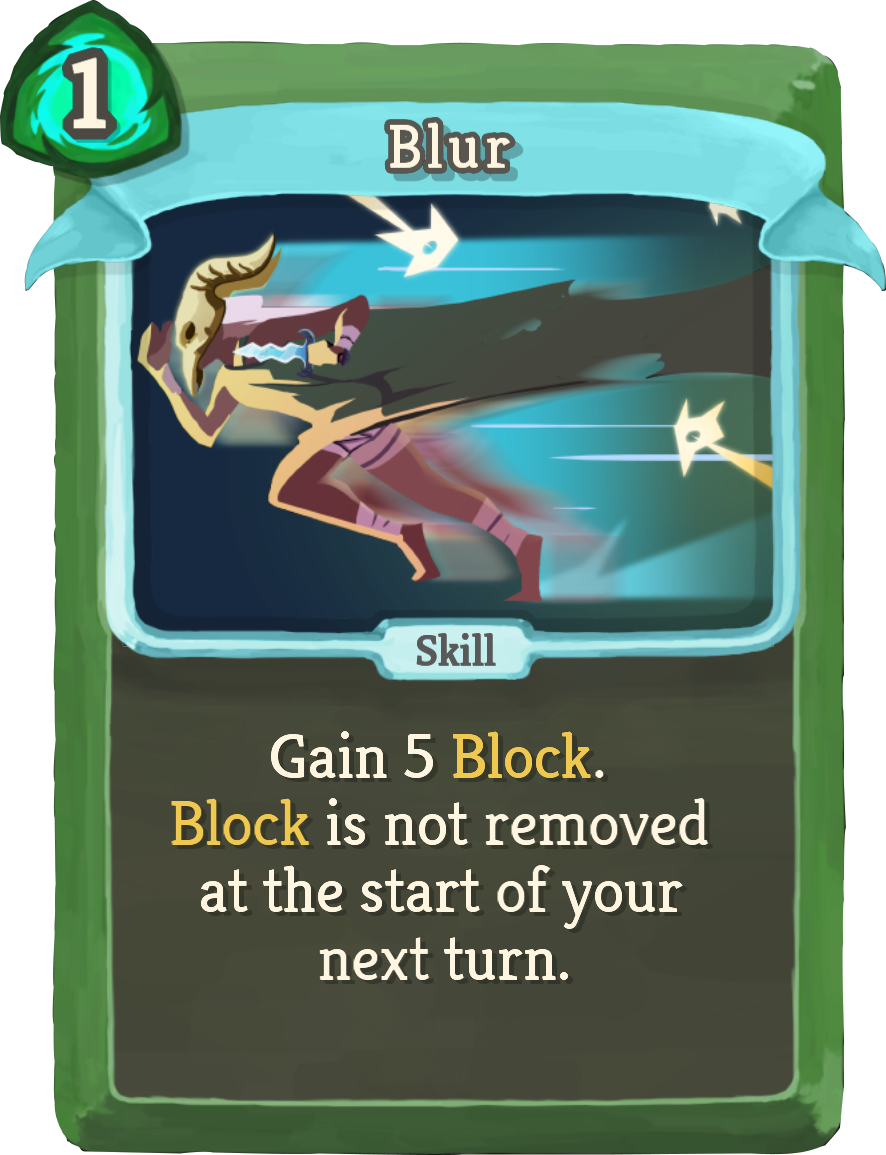 1
Blur
Skill
Gain 5 Block.
Block is not removed
at the start of your
next turn.